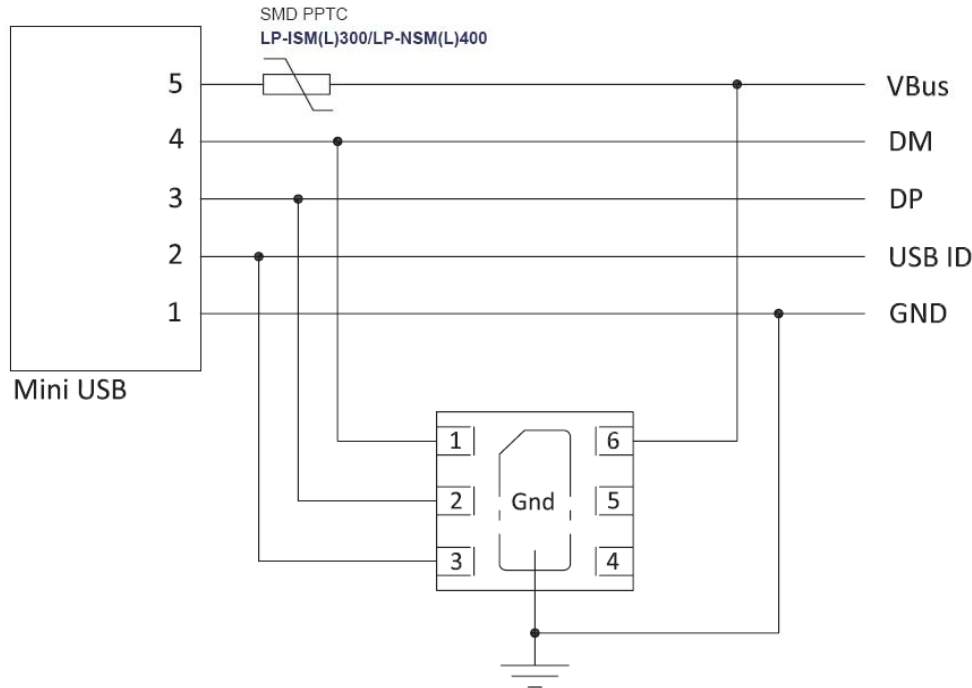 SMD PPTC
LP-ISM(L)300/LP-NSM(L)400
5
VBus
4
DM
3
DP
2
USB ID
1
GND
Mini USB
1
6
2
Gnd
5
3
4